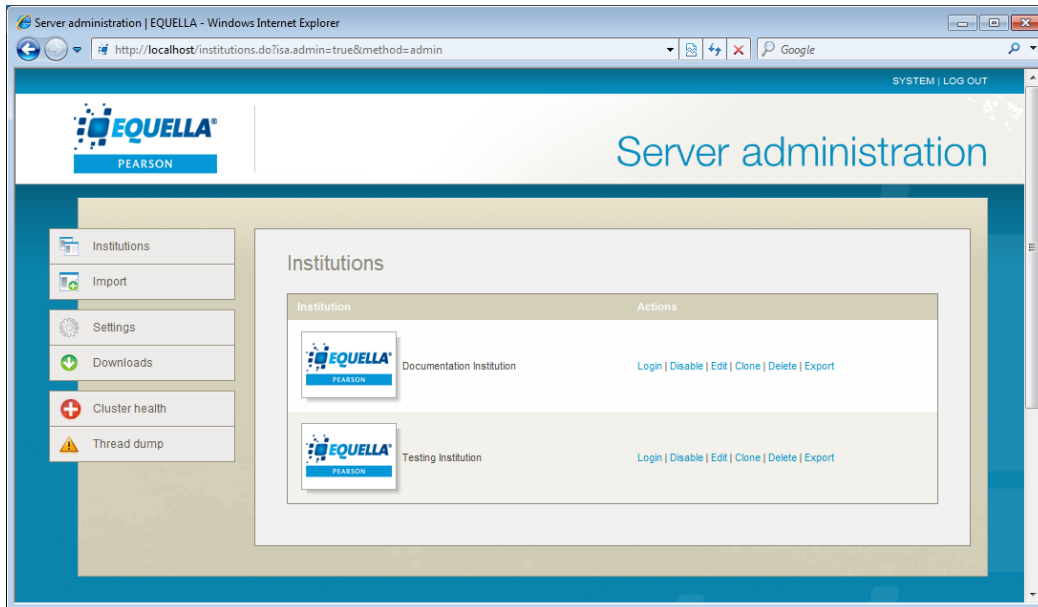 Server administration | EQUELLA - Windows Internet Explorer
http://localhost/institutions.do?isa.admin=true&method=admin
Google
SYSTEM | LOG OUT
EQUELLA®
PEARSON
Server administration
Institutions
Import
Settings
Downloads
Cluster health
Thread dump
Institutions
Institution Actions
EQUELLA®
PEARSON
Documentation Institution
Login | Disable | Edit | Clone | Delete | Export
EQUELLA®
PEARSON
Testing Institution
Login | Disable | Edit | Clone | Delete | Export